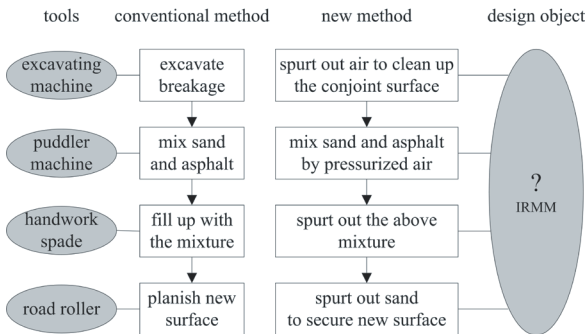 tools conventional method new method design object
excavating
machine
excavate
breakage
spurt out air to clean up
the conjoint surface
puddler
machine
mix sand
and asphalt
mix sand and asphalt
by pressurized air
?
IRMM
handwork
spade
fill up with
the mixture
spurt out the above
mixture
road roller
planish new
surface
spurt out sand
to secure new surface